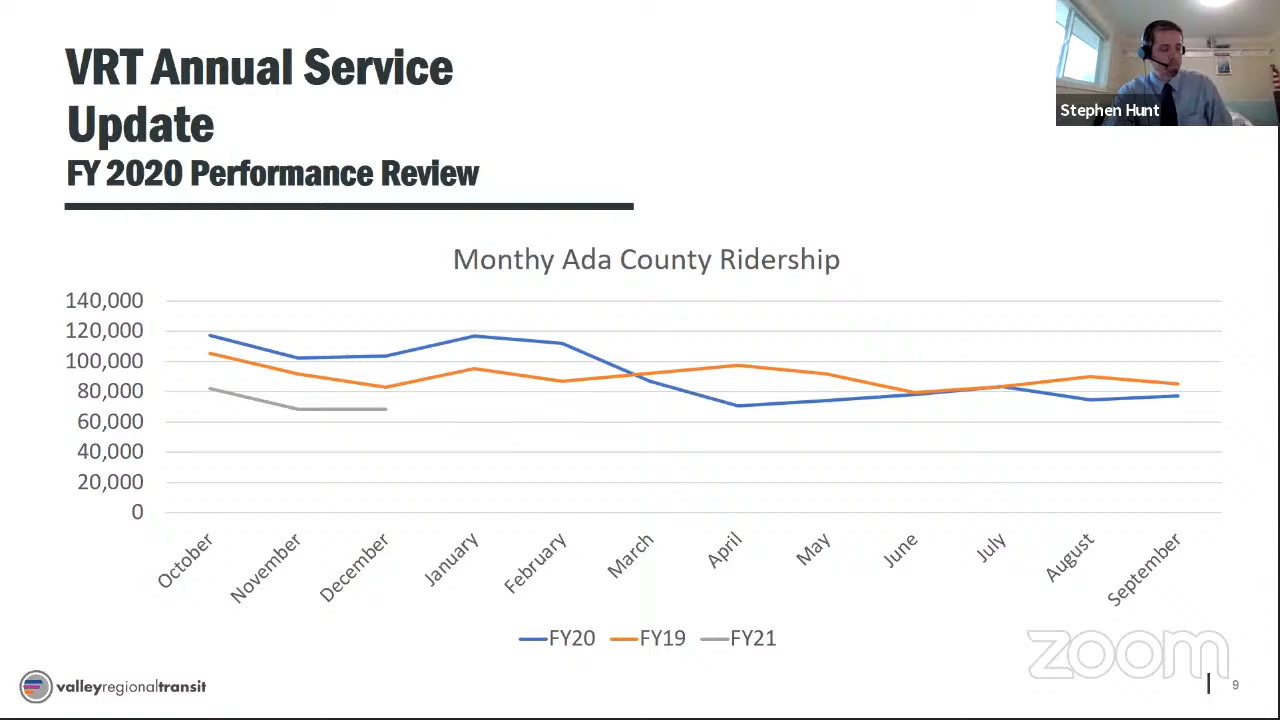 VRT Annual Service
Update
FY 2020 Performance Review
Stephen Hunt
Monthy Ada County Ridership
140,000
120,000
100,000
80,000
60,000
40,000
20,000
0
October
November
December
January
February
March
April
May
June
July
August
September
FY20
FY19
FY21
zoom
valleyregionaltransit
9